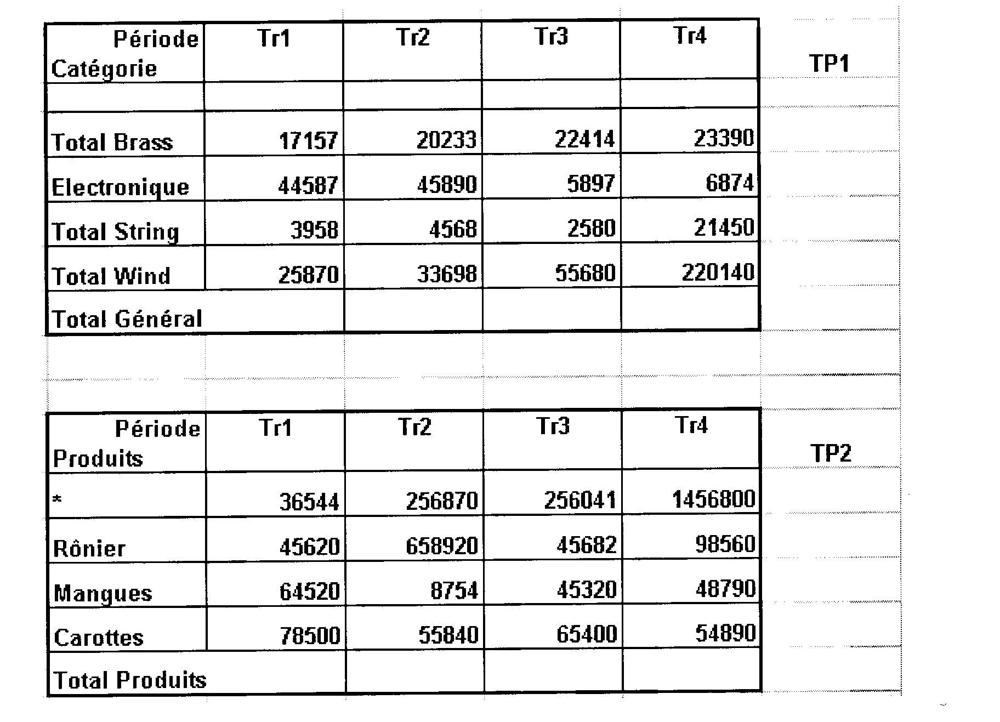 Période Tr1 Tr2 Tr3 Tr4
Catégorie TP1
Total Brass 17157 20233 22414 23390
Electronique 44587 45890 5897 6874
Total String 3958 4568 2580 21450
Total Wind 25870 33698 55680 220140
Total Général
Période Tr1 Tr2 Tr3 Tr4
Produits TP2
* 36544 256870 256041 1456800
Rônier 45620 658920 45682 98560
Mangues 64520 8754 45320 48790
Carottes 78500 55840 65400 54890
Total Produits